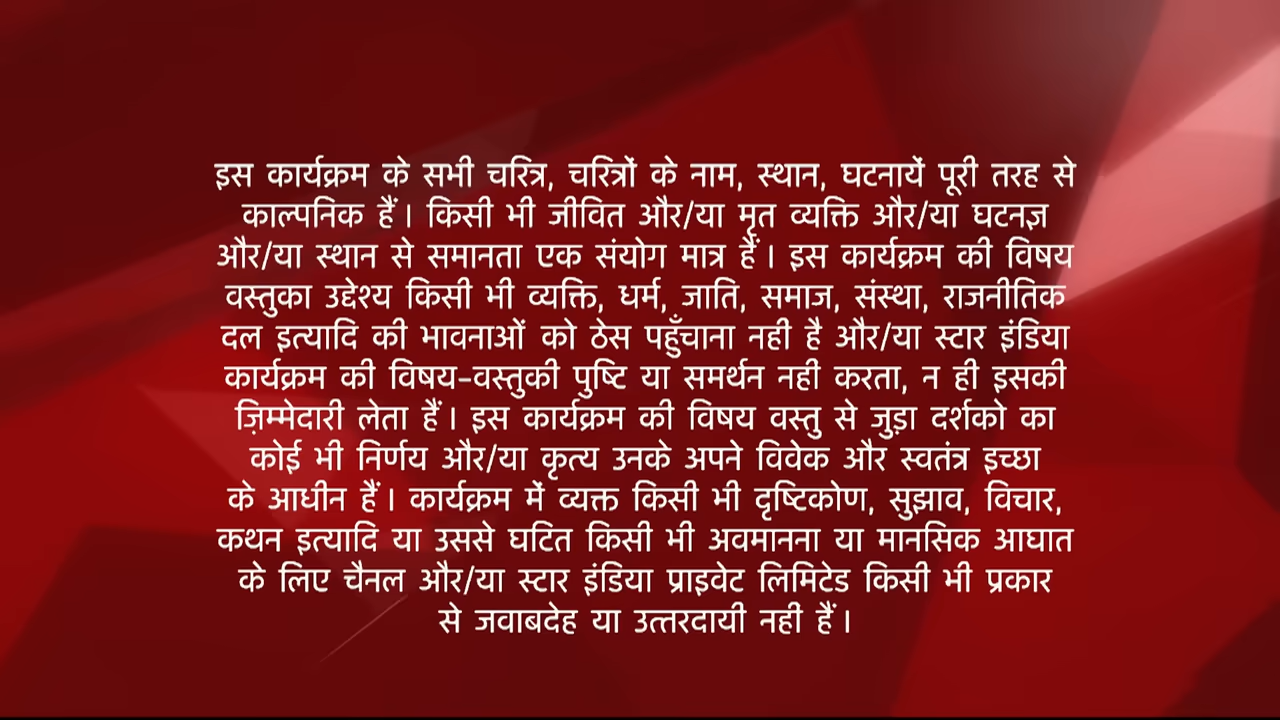 इस कार्यक्रम के सभी चरित्र, चरित्रों के नाम, स्थान, घटनायें पूरी तरह से
काल्पनिक हैं। किसी भी जीवित और/या मृत व्यक्ति और/या घटनज्ञ
और/या स्थान से समानता एक संयोग मात्र हैं। इस कार्यक्रम की विषय
वस्तुका उद्देश्य किसी भी व्यक्ति, धर्म, जाति, समाज, संस्था, राजनीतिक
दल इत्यादि की भावनाओं को ठेस पहुँचाना नही है और/या स्टार इंडिया
कार्यक्रम की विषय-वस्तुकी पुष्टि या समर्थन नही करता, न ही इसकी
ज़िम्मेदारी लेता हैं। इस कार्यक्रम की विषय वस्तु से जुड़ा दर्शको का
कोई भी निर्णय और/या कृत्य उनके अपने विवेक और स्वतंत्र इच्छा
के आधीन हैं। कार्यक्रम में व्यक्त किसी भी दृष्टिकोण, सुझाव, विचार,
कथन इत्यादि या उससे घटित किसी भी अवमानना या मानसिक आघात
के लिए चैनल और/या स्टार इंडिया प्राइवेट लिमिटेड किसी भी प्रकार
से जवाबदेह या उत्तरदायी नही हैं।